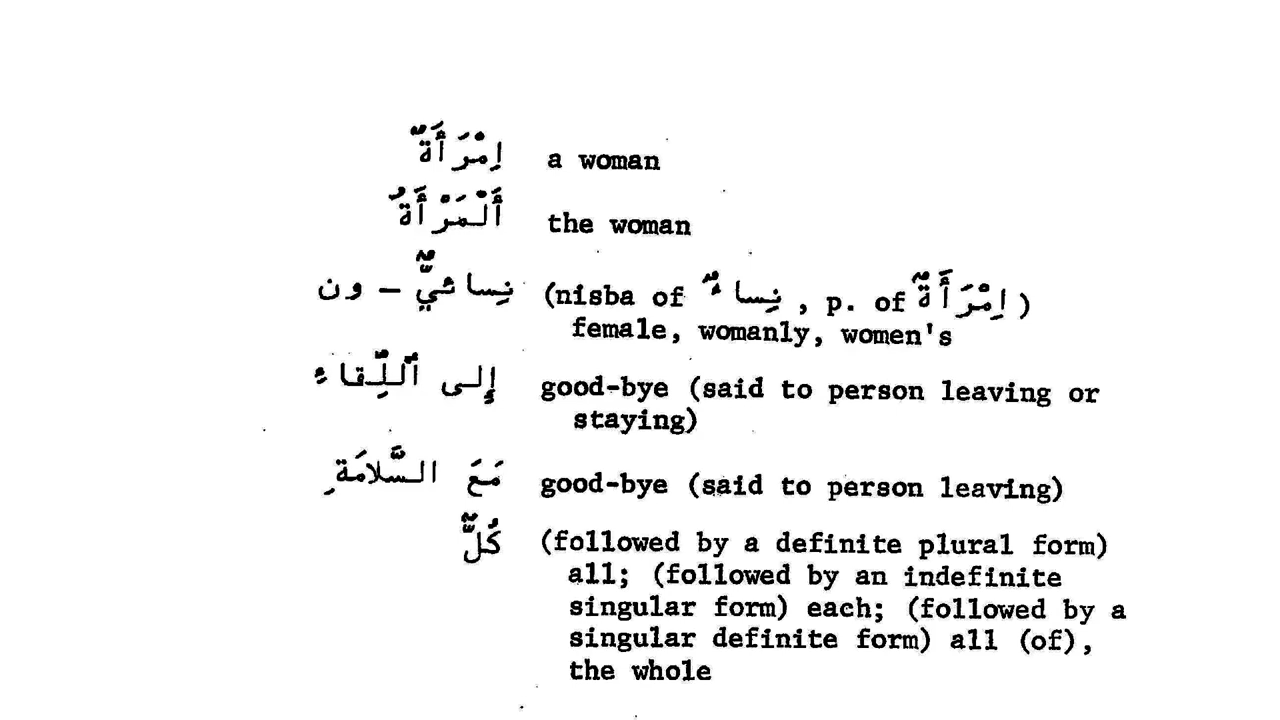 اِمْرَأَةٌ a woman
أَلْمَرْأَةُ the woman
نِسائيٌّ – ون (nisba of نِساءٌ , p. of اِمْرَأَةٌ )
female, womanly, women's
إِلى ٱللِّقاءِ good-bye (said to person leaving or
staying)
مَعَ السَّلامَةِ good-bye (said to person leaving)
كُلٌّ (followed by a definite plural form)
all; (followed by an indefinite
singular form) each; (followed by a
singular definite form) all (of),
the whole